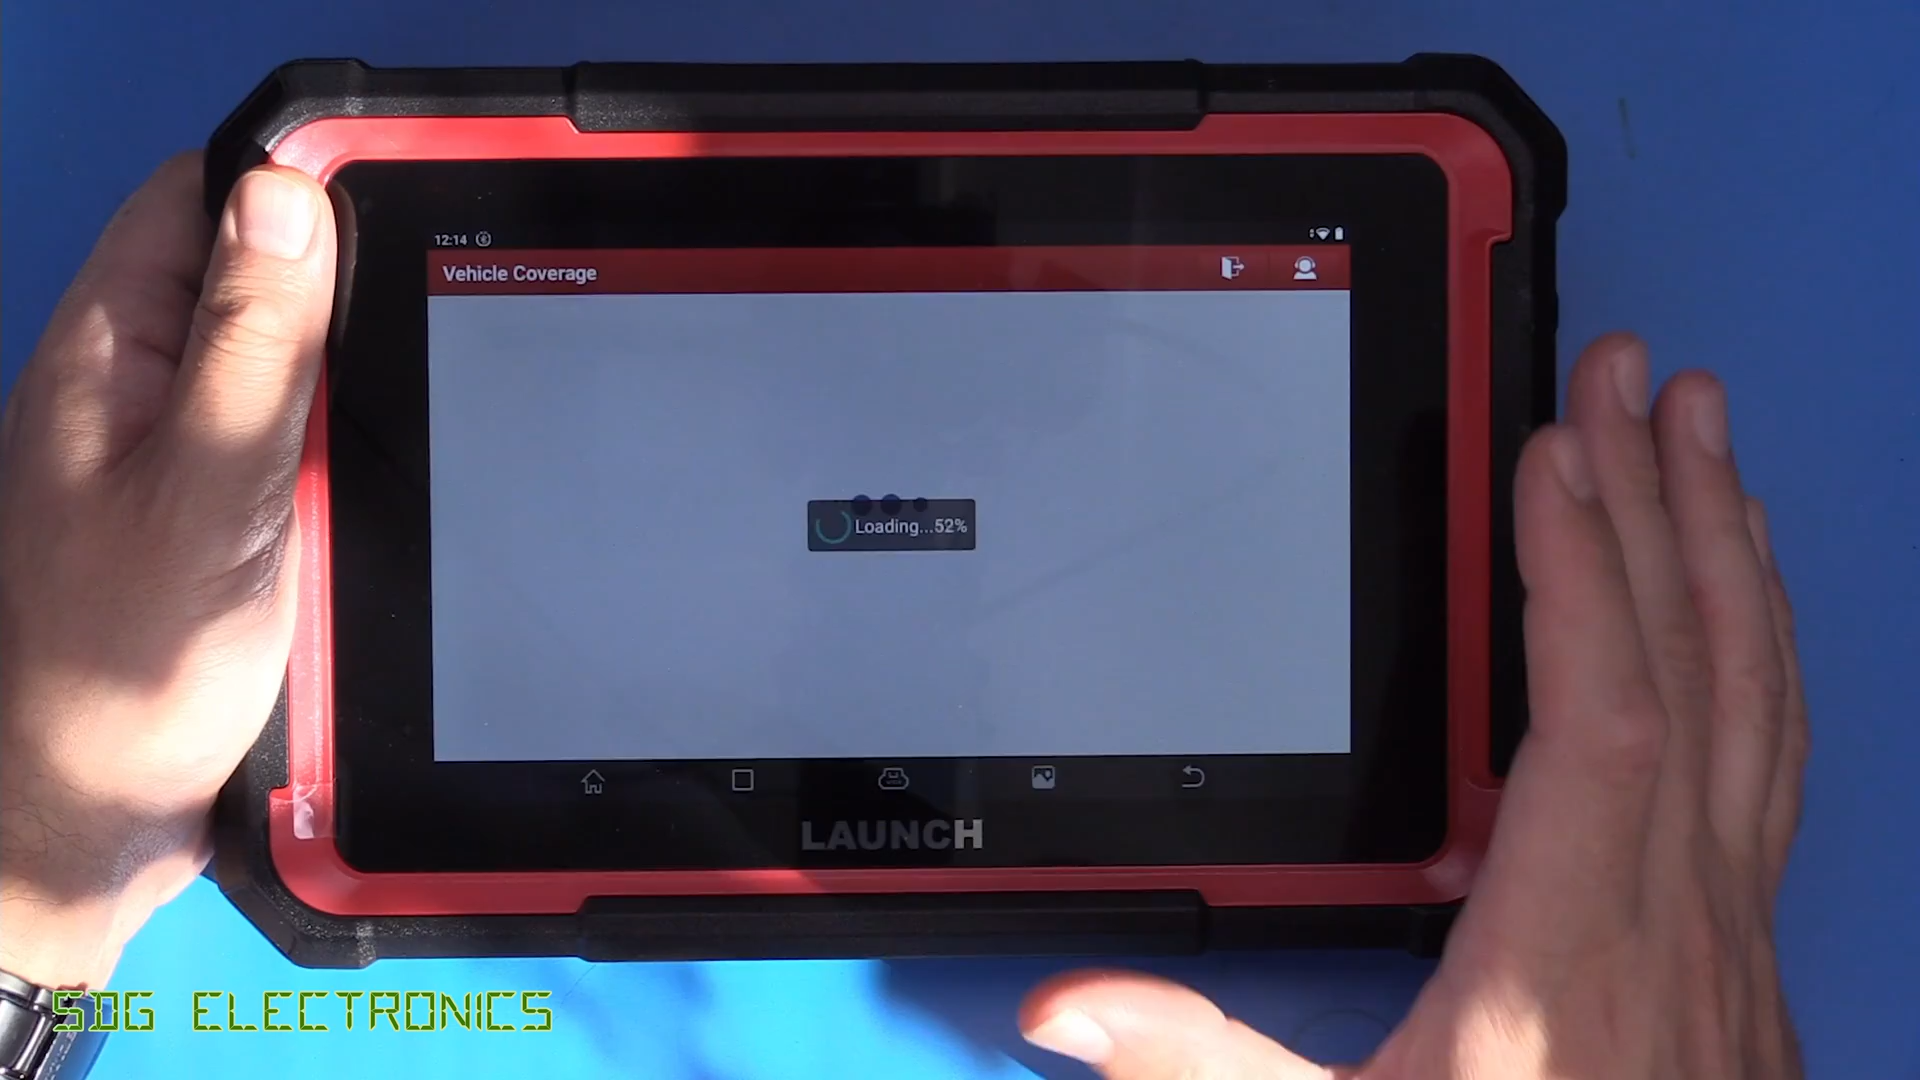 12:14
Vehicle Coverage
Loading...52%
LAUNCH
SDG ELECTRONICS